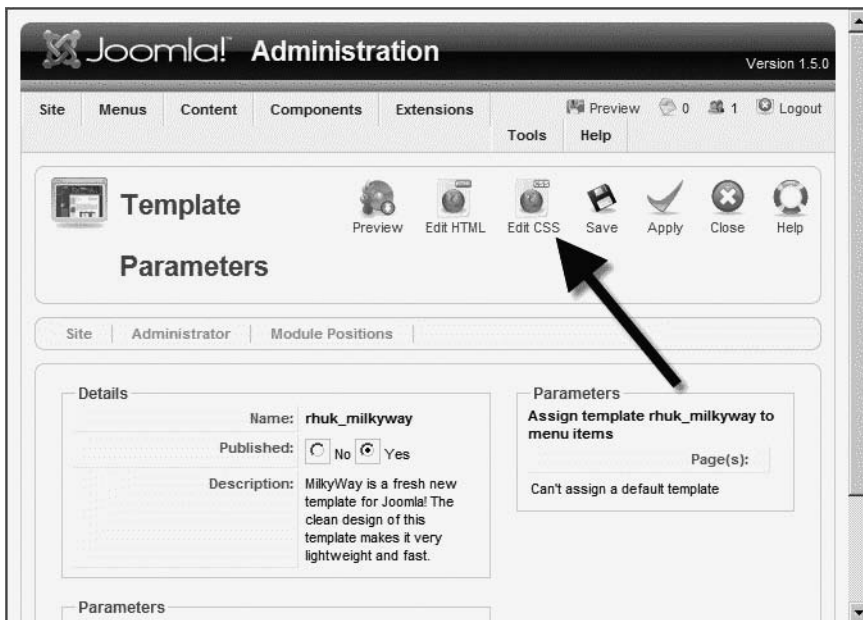 Joomla! Administration
Version 1.5.0
Site Menus Content Components Extensions Preview 0 1 Logout
Tools Help
Template Parameters
Preview Edit HTML Edit CSS Save Apply Close Help
Site Administrator Module Positions
Details
Name: rhuk_milkyway
Published: No Yes
Description: MilkyWay is a fresh new
template for Joomla! The
clean design of this
template makes it very
lightweight and fast.
Parameters
Assign template rhuk_milkyway to
menu items
Page(s):
Can't assign a default template
Parameters